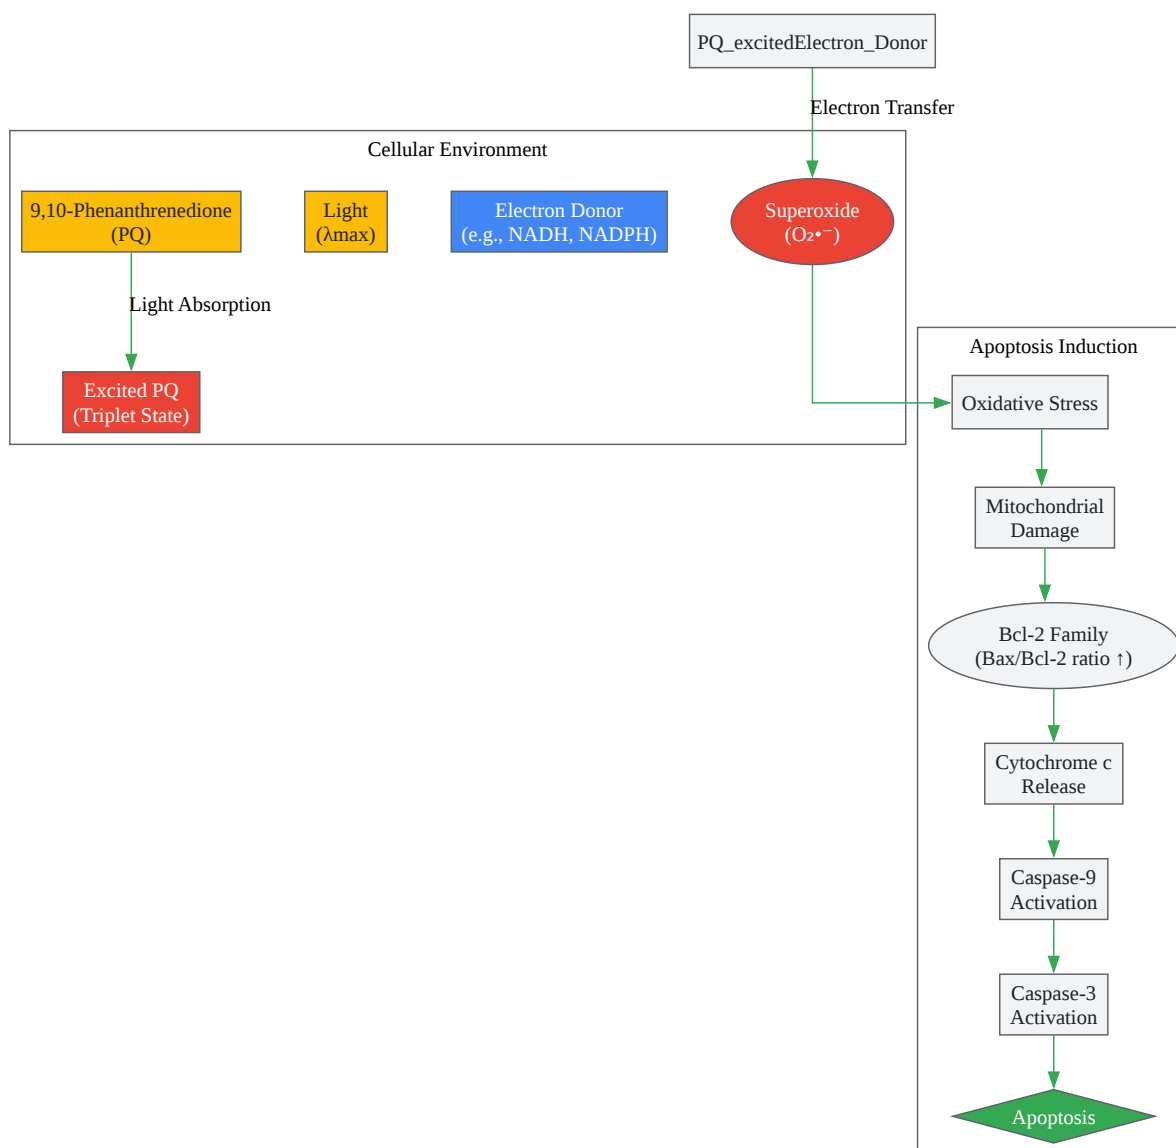 PQ_excitedElectron_Donor
Electron Transfer
Cellular Environment
9,10-Phenanthrenedione
(PQ)
Light
(λmax)
Electron Donor
(e.g., NADH, NADPH)
Superoxide
(O₂•⁻)
Light Absorption
Excited PQ
(Triplet State)
Apoptosis Induction
Oxidative Stress
Mitochondrial
Damage
Bcl-2 Family
(Bax/Bcl-2 ratio ↑)
Cytochrome c
Release
Caspase-9
Activation
Caspase-3
Activation
Apoptosis